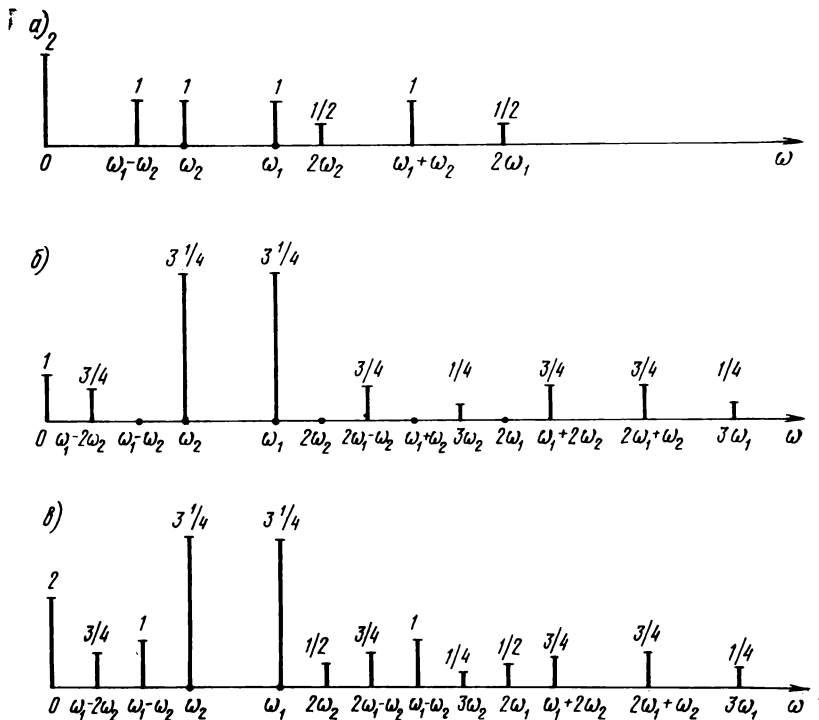 а)
2
1 1 1 1/2 1 1/2
0 ω₁-ω₂ ω₂ ω₁ 2ω₂ ω₁+ω₂ 2ω₁ ω
б)
3 1/4 3 1/4
1 3/4 3/4 1/4 3/4 3/4 1/4
0 ω₁-2ω₂ ω₁-ω₂ ω₂ ω₁ 2ω₂ 2ω₁-ω₂ ω₁+ω₂ 3ω₂ 2ω₁ ω₁+2ω₂ 2ω₁+ω₂ 3ω₁ ω
в)
3 1/4 3 1/4
2 3/4 1 1/2 3/4 1 1/4 1/2 3/4 3/4 1/4
0 ω₁-2ω₂ ω₁-ω₂ ω₂ ω₁ 2ω₂ 2ω₁-ω₂ ω₁-ω₂ 3ω₂ 2ω₁ ω₁+2ω₂ 2ω₁+ω₂ 3ω₁ ω